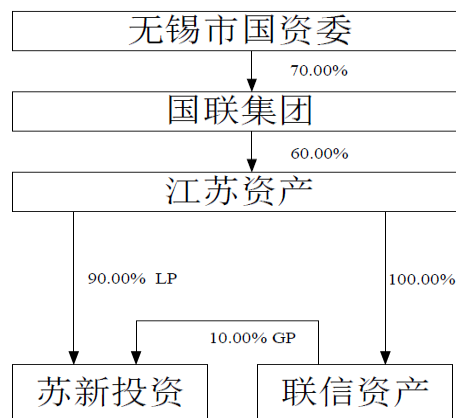 无锡市国资委
70.00%
国联集团
60.00%
江苏资产
90.00% LP
100.00%
10.00% GP
苏新投资
联信资产